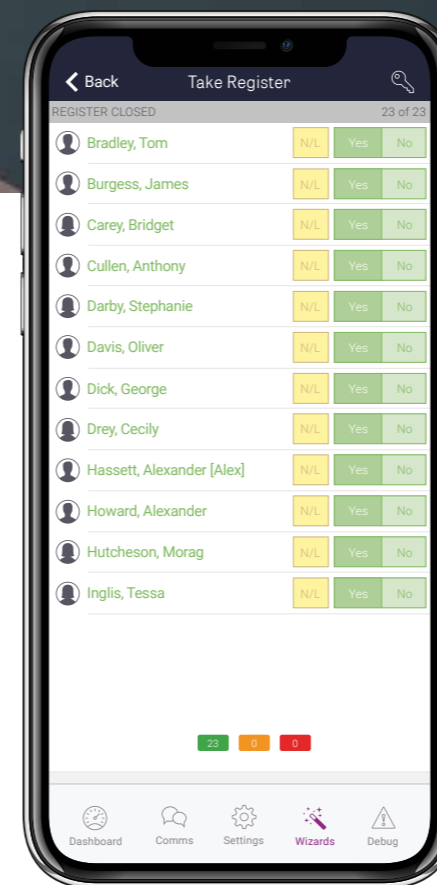 Back Take Register
REGISTER CLOSED 23 of 23
Bradley, Tom N/L Yes No
Burgess, James N/L Yes No
Carey, Bridget N/L Yes No
Cullen, Anthony N/L Yes No
Darby, Stephanie N/L Yes No
Davis, Oliver N/L Yes No
Dick, George N/L Yes No
Drey, Cecily N/L Yes No
Hassett, Alexander [Alex] N/L Yes No
Howard, Alexander N/L Yes No
Hutcheson, Morag N/L Yes No
Inglis, Tessa N/L Yes No
23 0 0
Dashboard Comms Settings Wizards Debug